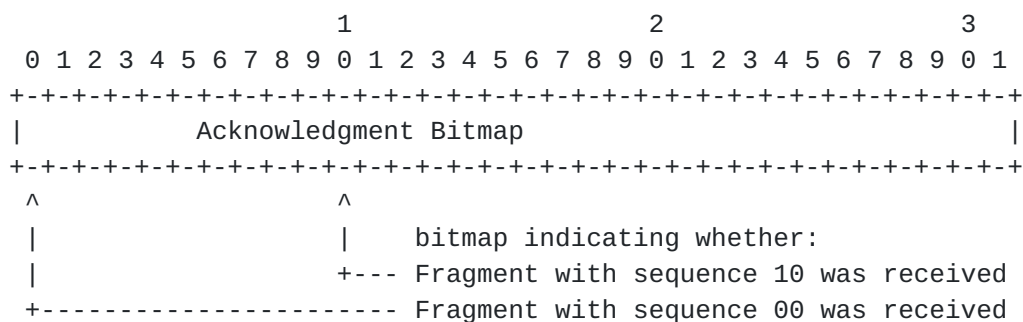 1                   2                   3
 0 1 2 3 4 5 6 7 8 9 0 1 2 3 4 5 6 7 8 9 0 1 2 3 4 5 6 7 8 9 0 1
+-+-+-+-+-+-+-+-+-+-+-+-+-+-+-+-+-+-+-+-+-+-+-+-+-+-+-+-+-+-+-+-+
|           Acknowledgment Bitmap                               |
+-+-+-+-+-+-+-+-+-+-+-+-+-+-+-+-+-+-+-+-+-+-+-+-+-+-+-+-+-+-+-+-+
 ^                   ^
 |                   |    bitmap indicating whether:
 |                   +--- Fragment with sequence 10 was received
 +----------------------- Fragment with sequence 00 was received